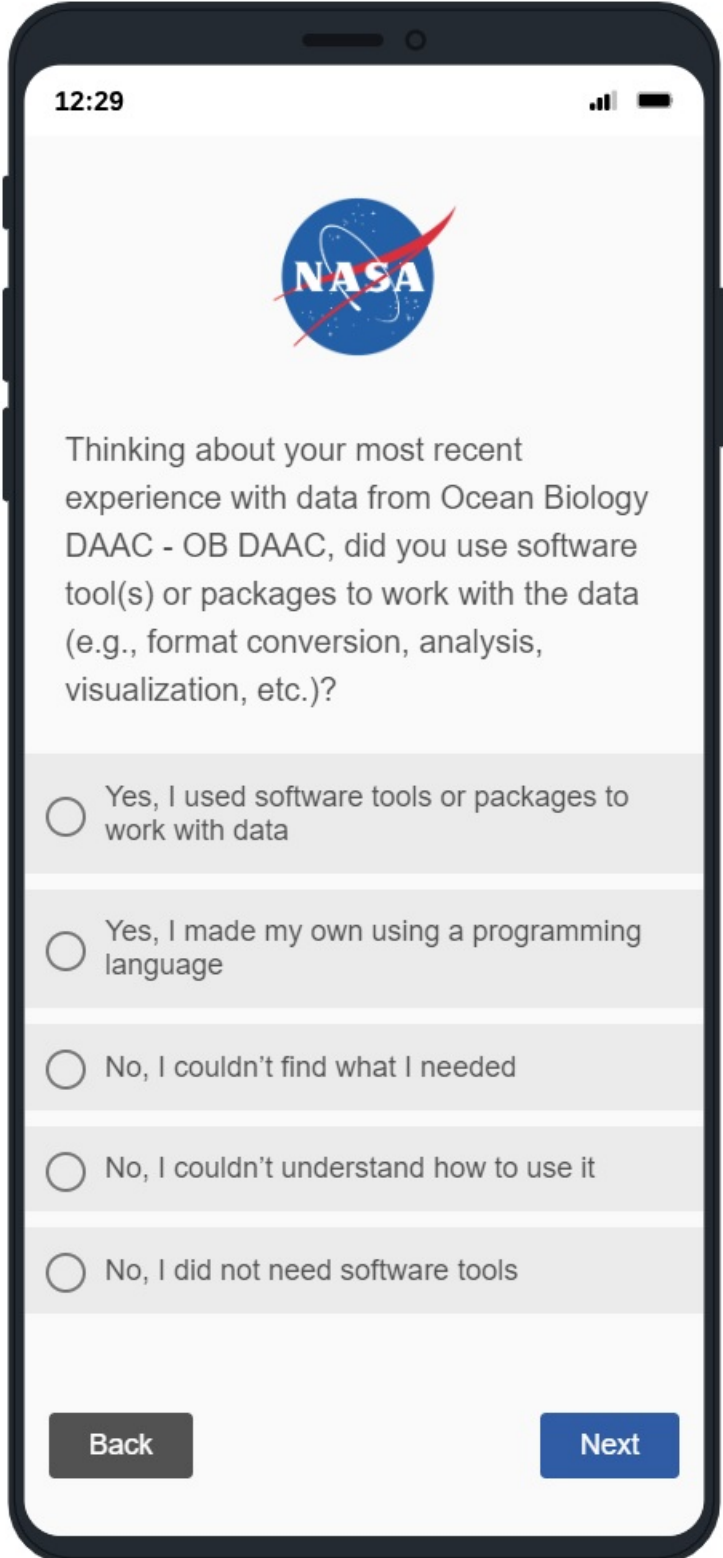 12:29
NASA
Thinking about your most recent
experience with data from Ocean Biology
DAAC - OB DAAC, did you use software
tool(s) or packages to work with the data
(e.g., format conversion, analysis,
visualization, etc.)?
Yes, I used software tools or packages to
work with data
Yes, I made my own using a programming
language
No, I couldn’t find what I needed
No, I couldn’t understand how to use it
No, I did not need software tools
Back
Next